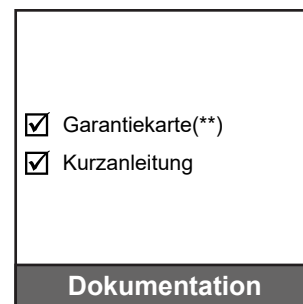 ☑ Garantiekarte(**)
☑ Kurzanleitung
Dokumentation